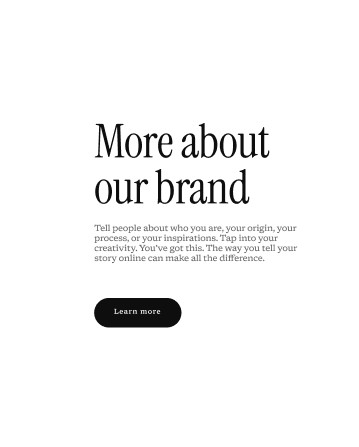 More about
our brand
Tell people about who you are, your origin, your
process, or your inspirations. Tap into your
creativity. You've got this. The way you tell your
story online can make all the difference.
Learn more